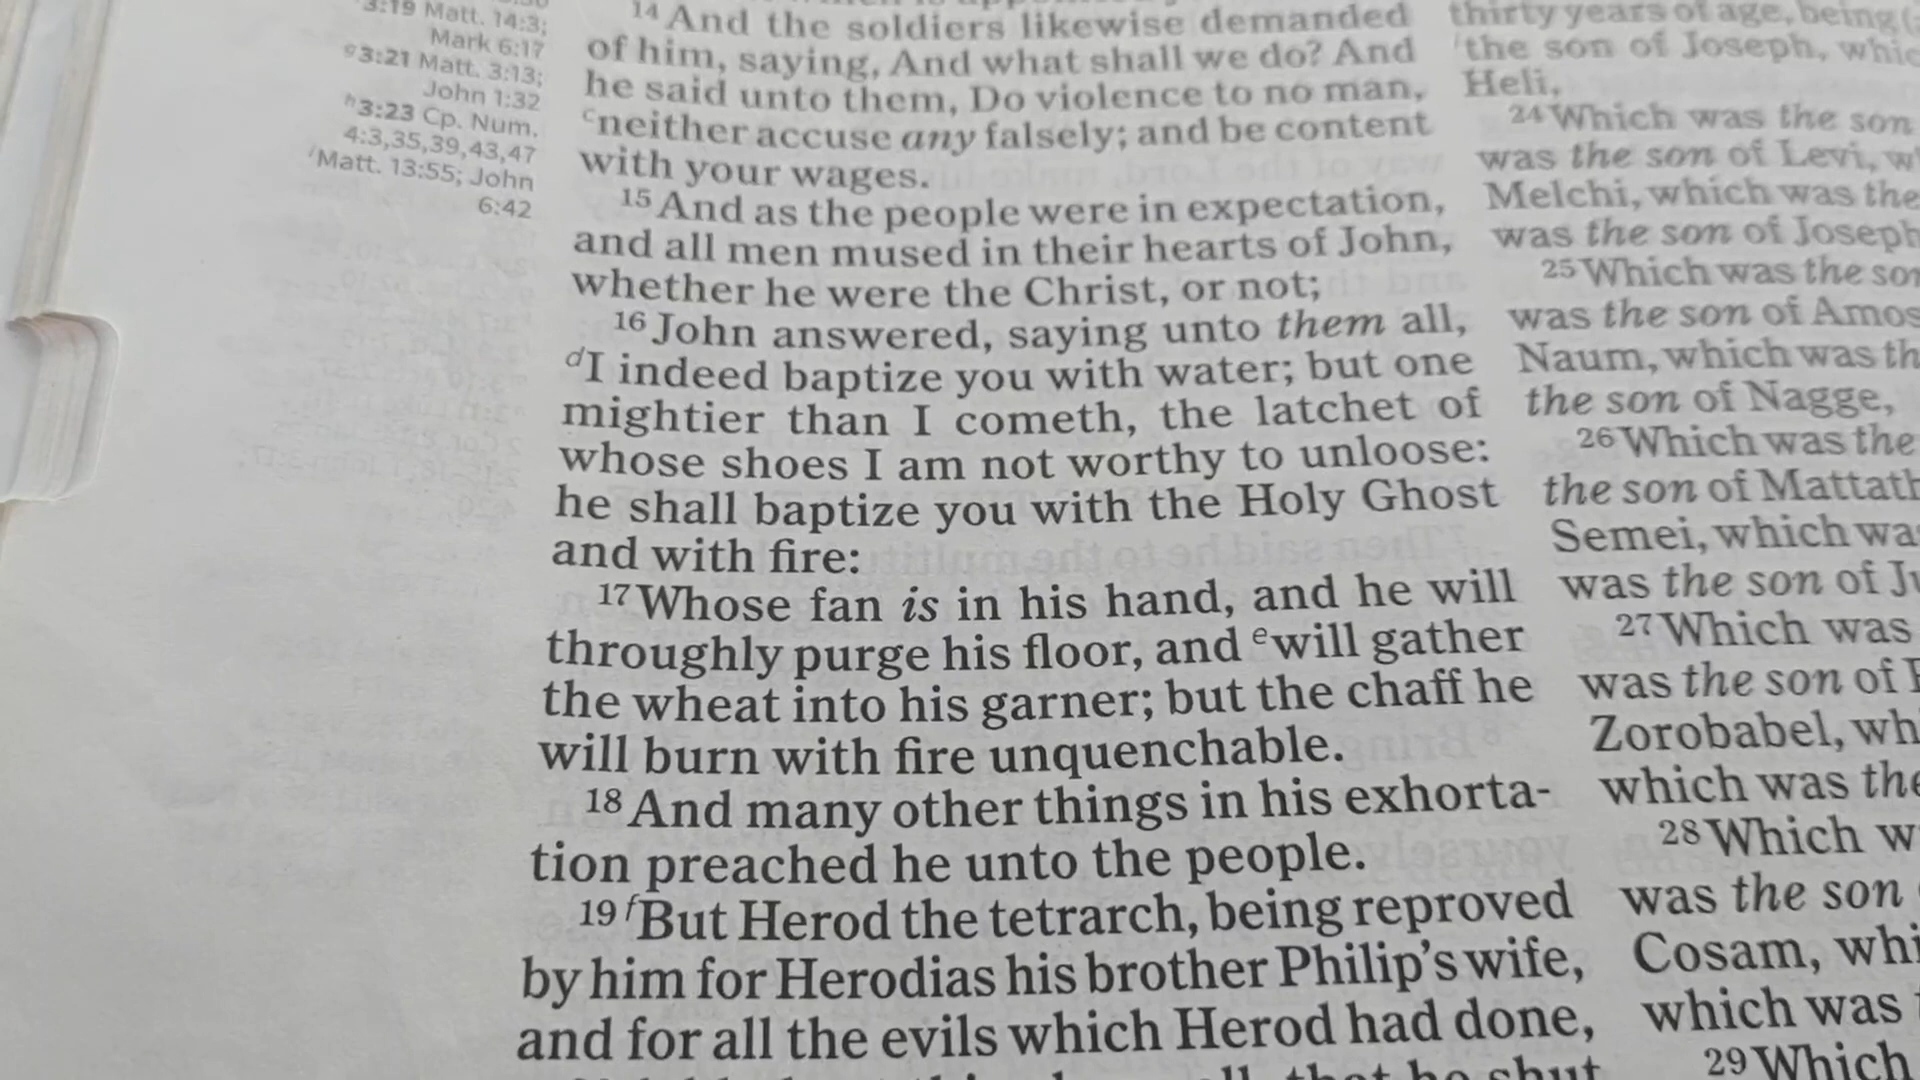 3:19 Matt. 14:3;
Mark 6:17
g3:21 Matt. 3:13;
John 1:32
h3:23 Cp. Num.
4:3,35,39,43,47
iMatt. 13:55; John
6:42
14 And the soldiers likewise demanded
of him, saying, And what shall we do? And
he said unto them, Do violence to no man,
cneither accuse any falsely; and be content
with your wages.
15 And as the people were in expectation,
and all men mused in their hearts of John,
whether he were the Christ, or not;
16 John answered, saying unto them all,
dI indeed baptize you with water; but one
mightier than I cometh, the latchet of
whose shoes I am not worthy to unloose:
he shall baptize you with the Holy Ghost
and with fire:
17 Whose fan is in his hand, and he will
throughly purge his floor, and ewill gather
the wheat into his garner; but the chaff he
will burn with fire unquenchable.
18 And many other things in his exhorta-
tion preached he unto the people.
19 fBut Herod the tetrarch, being reproved
by him for Herodias his brother Philip's wife,
and for all the evils which Herod had done,
that he shut
thirty years of age, being (
ithe son of Joseph,
Heli,
24 Which was the son
was the son of Levi,
Melchi, which was the
was the son of Joseph
25 Which was the
was the son of Amos
Naum, which was
the son of Nagge,
26 Which was the
the son of
Semei, which
was the son of
27 Which was
was the son of
Zorobabel,
which was the
28 Which
was the son
Cosam,
which was
29 Which